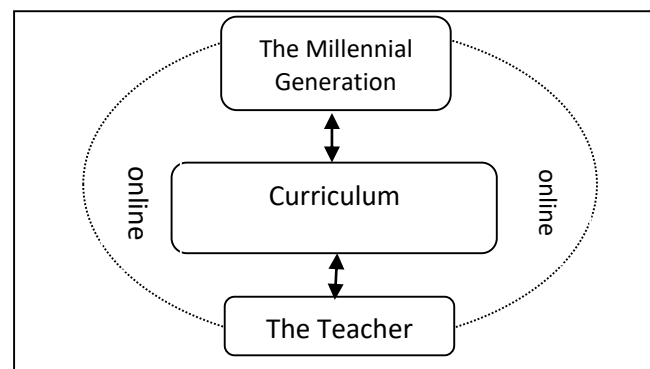 The Millennial
Generation
online
Curriculum
online
The Teacher